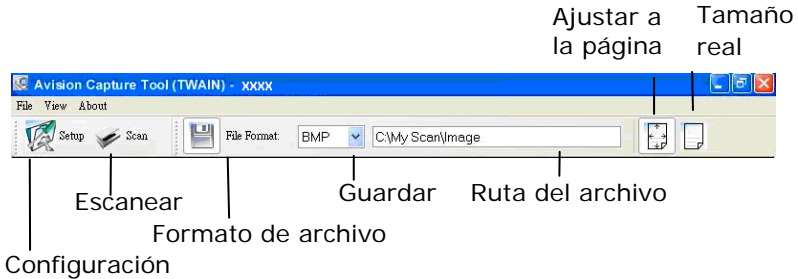 Ajustar a
la página
Tamaño
real
Avision Capture Tool (TWAIN) - xxxx
File View About
Setup Scan File Format: BMP C:\My Scan\Image
Escanear
Guardar
Ruta del archivo
Formato de archivo
Configuración